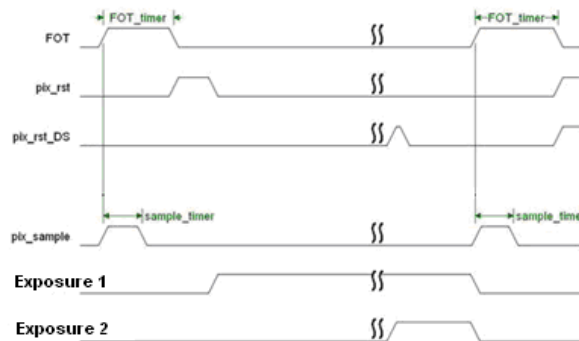 FOT_timer
FOT_timer
FOT
pix_rst
pix_rst_DS
sample_timer
sample_time
pix_sample
Exposure 1
Exposure 2